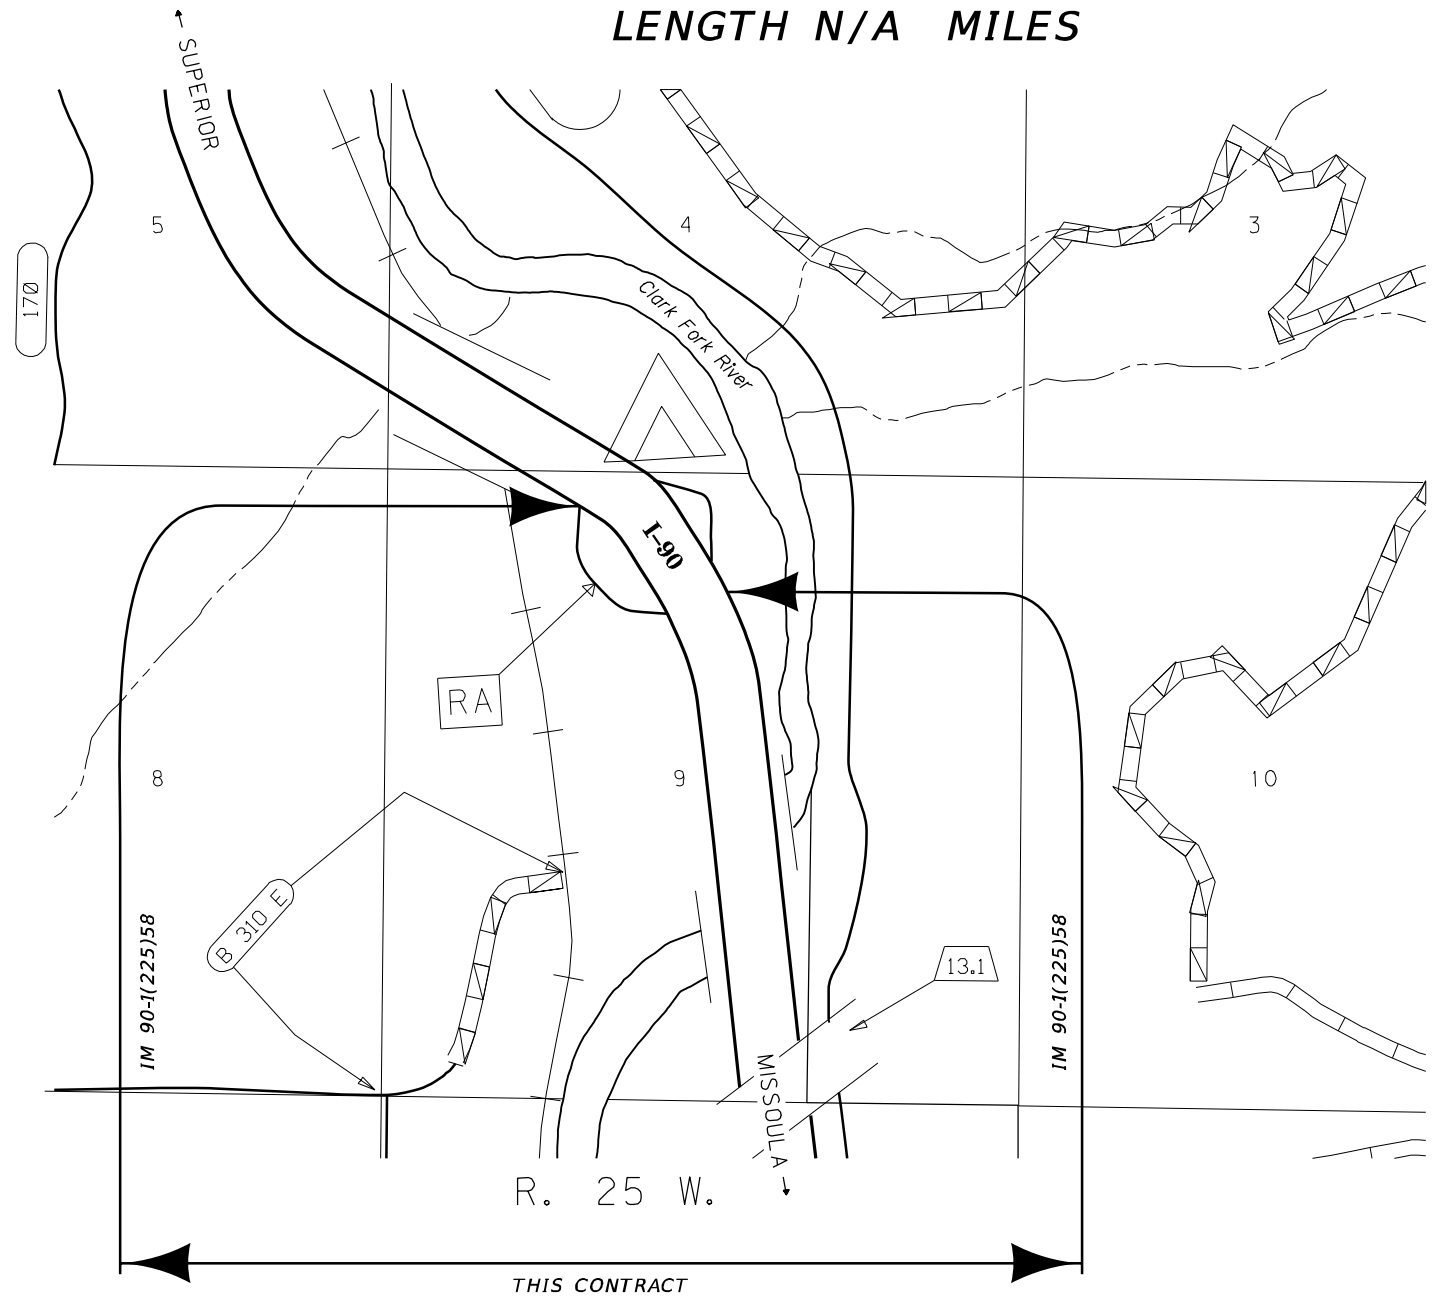 LENGTH N/A MILES
SUPERIOR
5
4
3
170
Clark Fork River
I-90
RA
8
9
10
B 310 E
13.1
IM 90-1(225)58
IM 90-1(225)58
MISSOULA
R. 25 W.
THIS CONTRACT